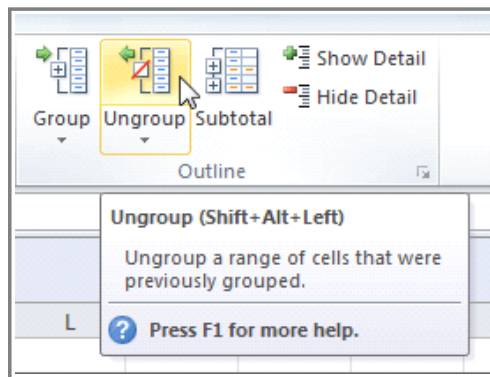 Group
Ungroup
Subtotal
Show Detail
Hide Detail
Outline
Ungroup (Shift+Alt+Left)
Ungroup a range of cells that were
previously grouped.
Press F1 for more help.
L